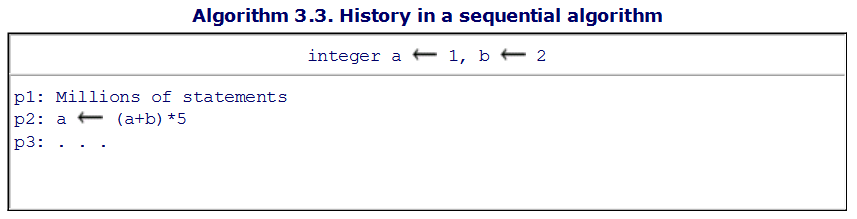 Algorithm 3.3. History in a sequential algorithm
integer a ← 1, b ← 2
p1: Millions of statements
p2: a ← (a+b)*5
p3: . . .